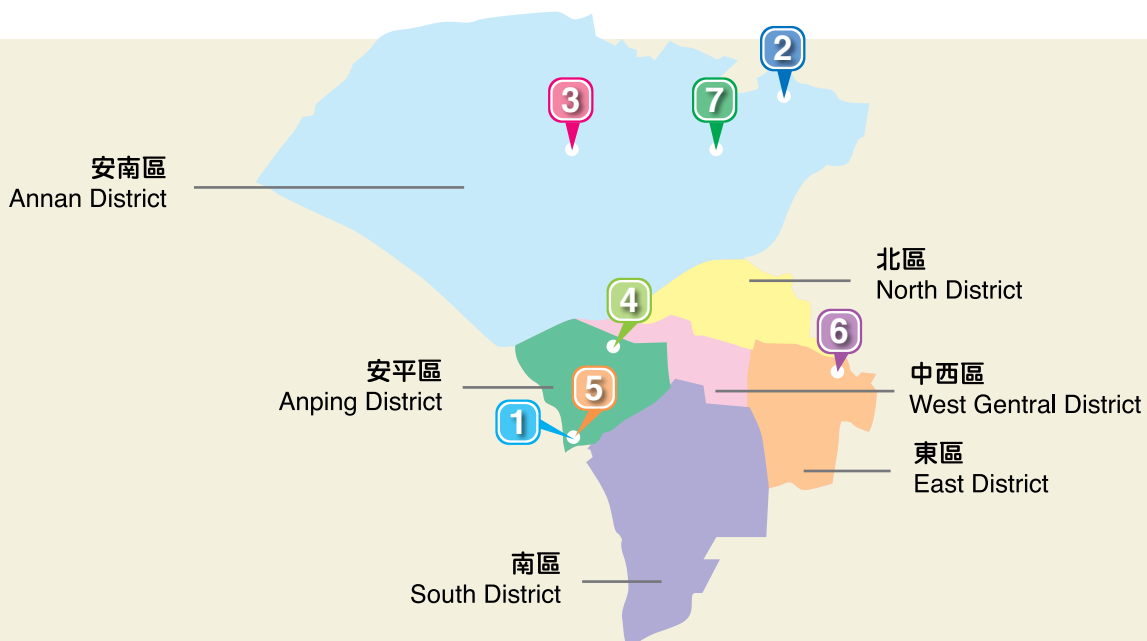 2
3
7
安南區
Annan District
北區
North District
4
6
安平區
Anping District
5
中西區
West Gentral District
1
東區
East District
南區
South District